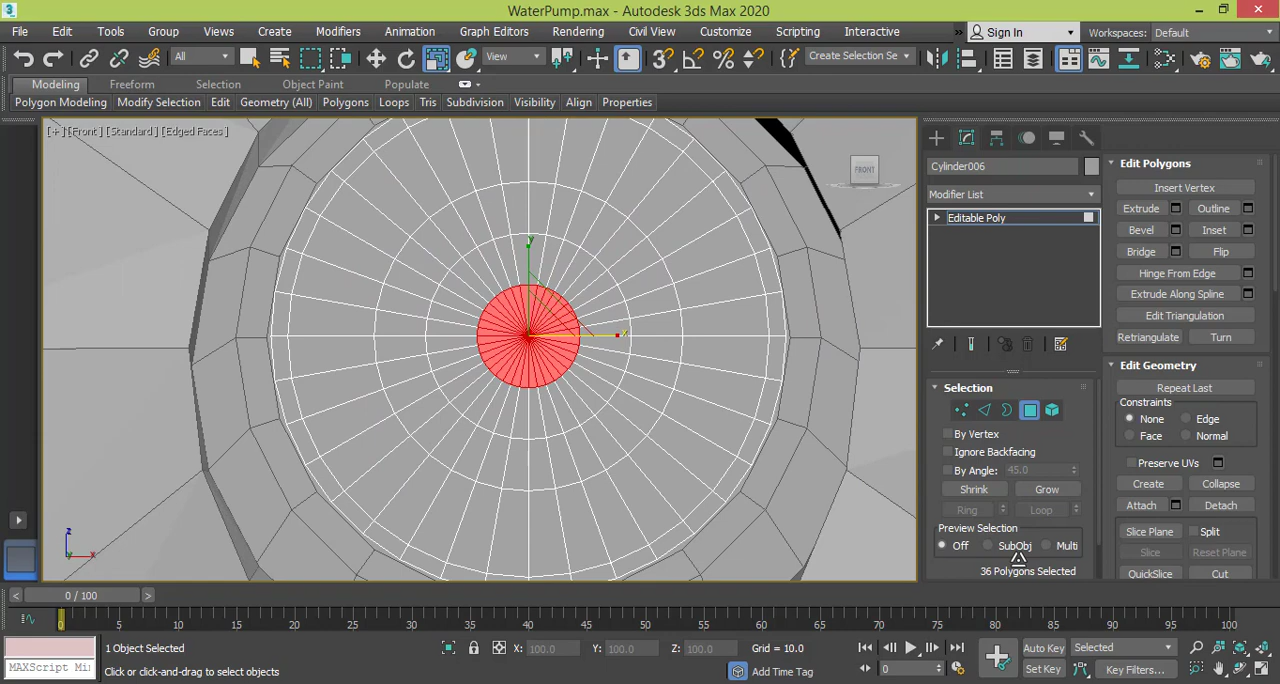 WaterPump.max - Autodesk 3ds Max 2020
File Edit Tools Group Views Create Modifiers Animation Graph Editors Rendering Civil View Customize Scripting Interactive Sign In Workspaces: Default
All View Create Selection Se
Modeling Freeform Selection Object Paint Populate
Polygon Modeling Modify Selection Edit Geometry (All) Polygons Loops Tris Subdivision Visibility Align Properties
[+] [Front] [Standard] [Edged Faces]
FRONT
y
x
z
x
y
Cylinder006
Modifier List
Editable Poly
Selection
By Vertex
Ignore Backfacing
By Angle: 45.0
Shrink Grow
Ring Loop
Preview Selection
Off SubObj Multi
36 Polygons Selected
Edit Polygons
Insert Vertex
Extrude Outline
Bevel Inset
Bridge Flip
Hinge From Edge
Extrude Along Spline
Edit Triangulation
Retriangulate Turn
Edit Geometry
Repeat Last
Constraints
None Edge
Face Normal
Preserve UVs
Create Collapse
Attach Detach
Slice Plane Split
Slice Reset Plane
QuickSlice Cut
< 0 / 100 >
0 5 10 15 20 25 30 35 40 45 50 55 60 65 70 75 80 85 90 95 100
1 Object Selected X: 100.0 Y: 100.0 Z: 100.0 Grid = 10.0 Auto Key Selected
MAXScript Mi Click or click-and-drag to select objects Add Time Tag 0 Set Key Key Filters...